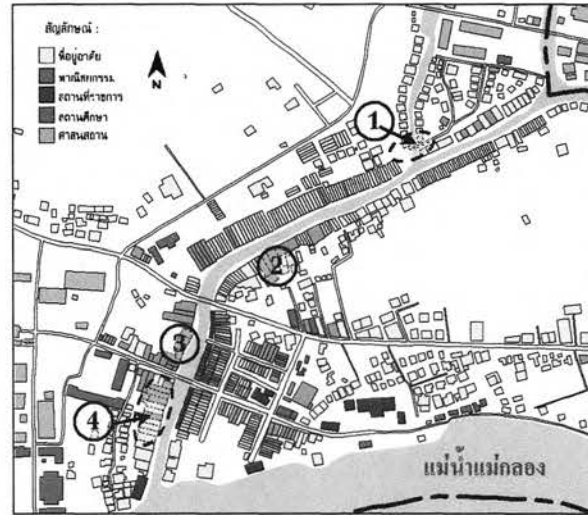 สัญลักษณ์ :
ที่อยู่อาศัย
พาณิชยกรรม
สถานที่ราชการ
สถานศึกษา
ศาสนสถาน
N
1
2
3
4
แม่น้ำแม่กลอง